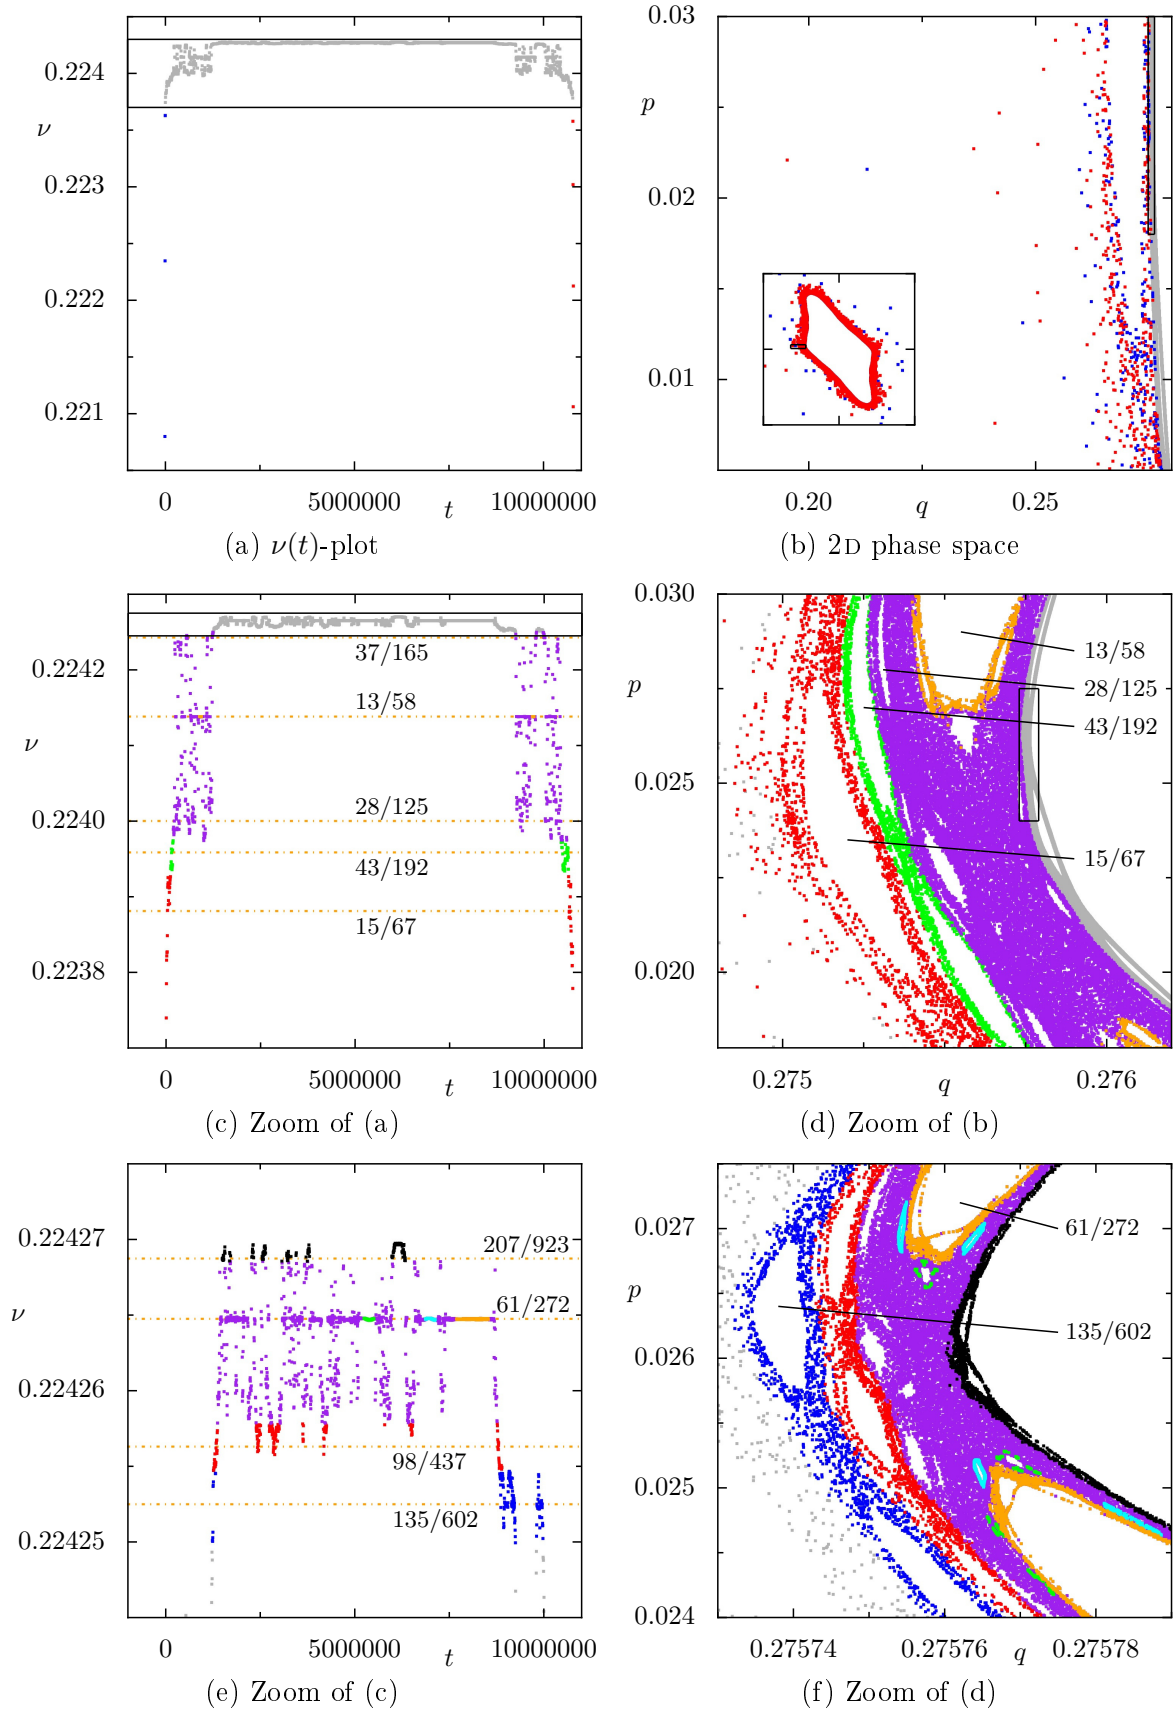 0.224
ν
0.223
0.222
0.221
0 5000000 t 10000000
(a) ν(t)-plot
0.03
p
0.02
0.01
0.20 q 0.25
(b) 2D phase space
0.2242
ν
0.2240
0.2238
37/165
13/58
28/125
43/192
15/67
0 5000000 t 10000000
(c) Zoom of (a)
0.030
p
0.025
0.020
13/58
28/125
43/192
15/67
0.275 q 0.276
(d) Zoom of (b)
0.22427
ν
0.22426
0.22425
207/923
61/272
98/437
135/602
0 5000000 t 10000000
(e) Zoom of (c)
0.027
p
0.026
0.025
0.024
61/272
135/602
0.27574 0.27576 q 0.27578
(f) Zoom of (d)